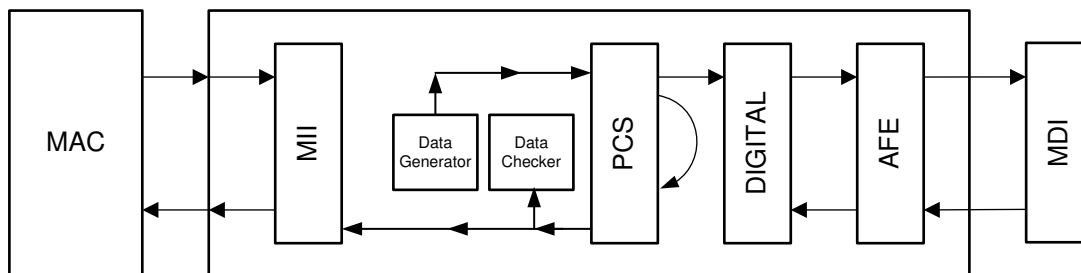 MAC
MII
Data
Generator
Data
Checker
PCS
DIGITAL
AFE
MDI